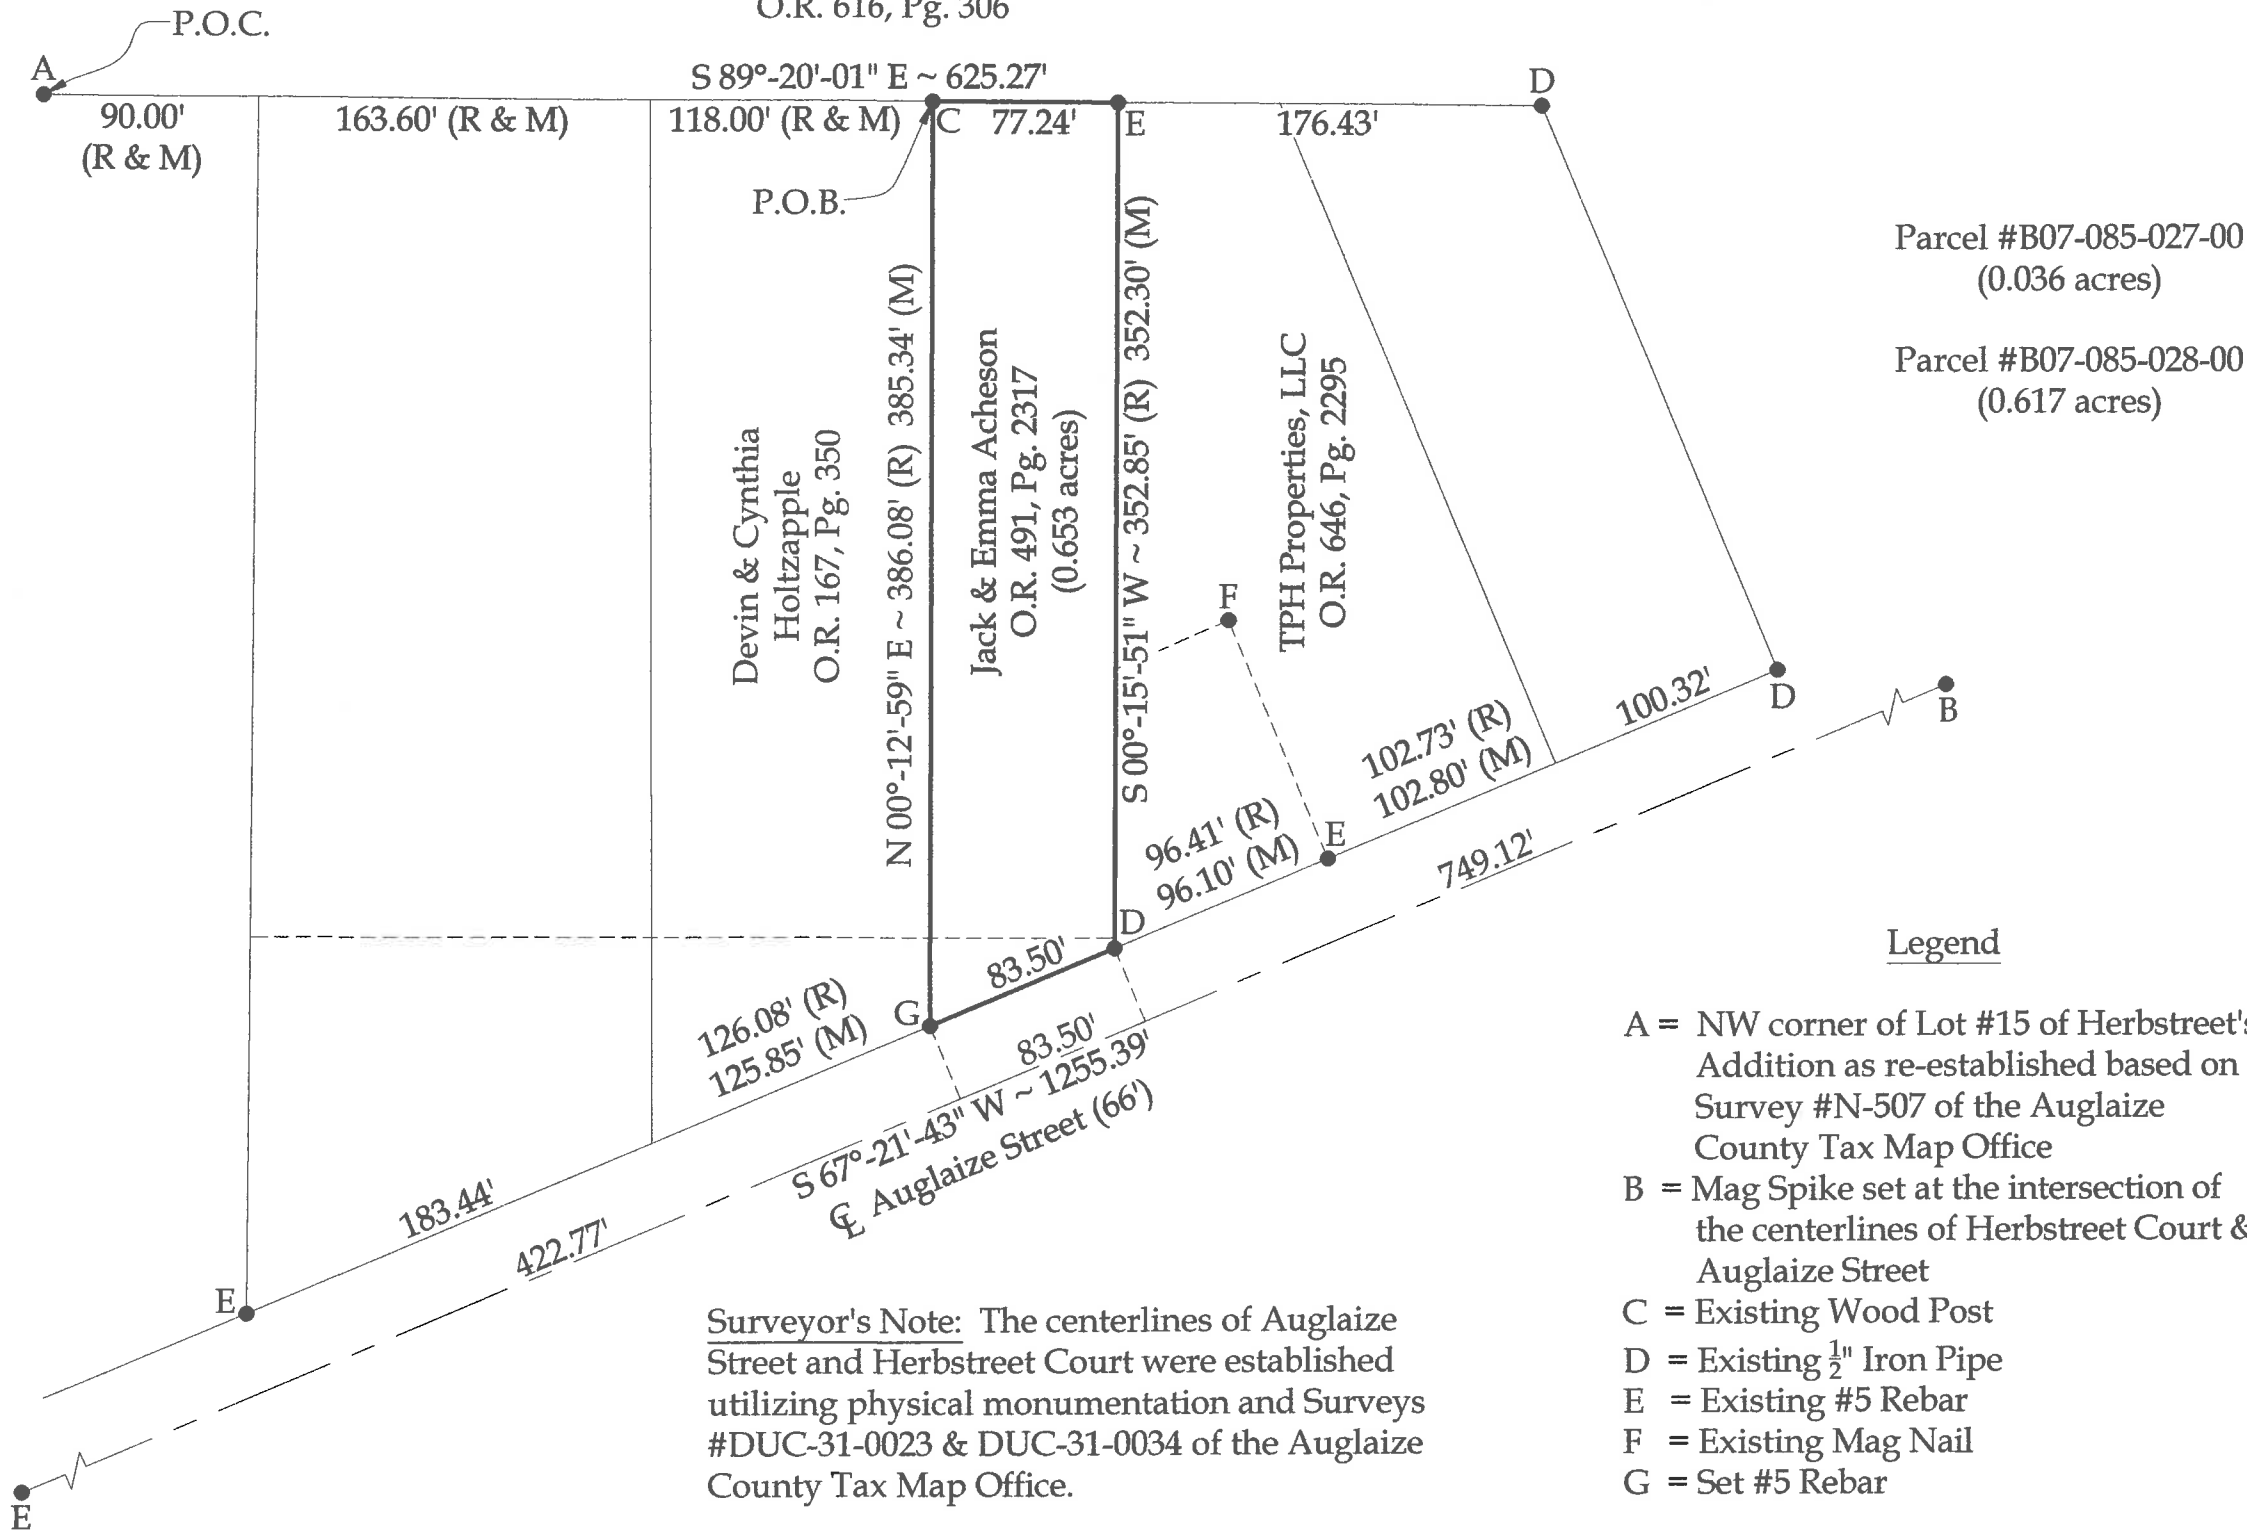 O.R. 616, Pg. 306
P.O.C.
A
S 89°-20'-01" E ~ 625.27'
D
90.00'
(R & M)
163.60' (R & M)
118.00' (R & M)
C
77.24'
E
176.43'
P.O.B.
Parcel #B07-085-027-00
(0.036 acres)
Parcel #B07-085-028-00
(0.617 acres)
Devin & Cynthia
Holtzapple
O.R. 167, Pg. 350
N 00°-12'-59" E ~ 386.08' (R) 385.34' (M)
Jack & Emma Acheson
O.R. 491, Pg. 2317
(0.653 acres)
S 00°-15'-51" W ~ 352.85' (R) 352.30' (M)
TPH Properties, LLC
O.R. 646, Pg. 2295
F
100.32'
D
B
102.73' (R)
102.80' (M)
96.41' (R)
96.10' (M)
E
749.12'
D
83.50'
G
126.08' (R)
125.85' (M)
83.50'
S 67°-21'-43" W ~ 1255.39'
℄ Auglaize Street (66')
183.44'
422.77'
E
E
Surveyor's Note: The centerlines of Auglaize
Street and Herbstreet Court were established
utilizing physical monumentation and Surveys
#DUC-31-0023 & DUC-31-0034 of the Auglaize
County Tax Map Office.
Legend
A = NW corner of Lot #15 of Herbstreet's
Addition as re-established based on
Survey #N-507 of the Auglaize
County Tax Map Office
B = Mag Spike set at the intersection of
the centerlines of Herbstreet Court &
Auglaize Street
C = Existing Wood Post
D = Existing ½" Iron Pipe
E = Existing #5 Rebar
F = Existing Mag Nail
G = Set #5 Rebar